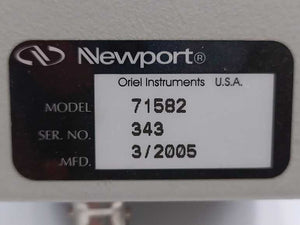 Newport®
Oriel Instruments U.S.A.
MODEL 71582
SER. NO. 343
.MFD. 3/2005